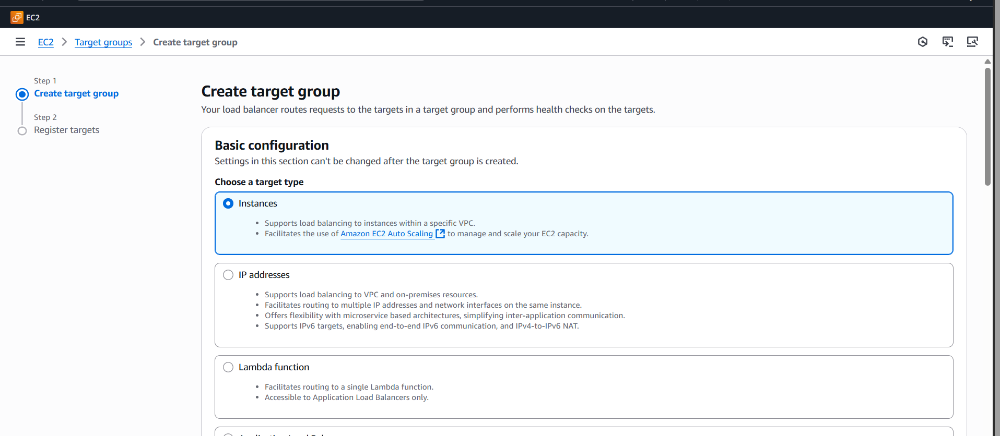 EC2
EC2 > Target groups > Create target group
Step 1
Create target group
Step 2
Register targets
Create target group
Your load balancer routes requests to the targets in a target group and performs health checks on the targets.
Basic configuration
Settings in this section can't be changed after the target group is created.
Choose a target type
Instances
• Supports load balancing to instances within a specific VPC.
• Facilitates the use of Amazon EC2 Auto Scaling to manage and scale your EC2 capacity.
IP addresses
• Supports load balancing to VPC and on-premises resources.
• Facilitates routing to multiple IP addresses and network interfaces on the same instance.
• Offers flexibility with microservice based architectures, simplifying inter-application communication.
• Supports IPv6 targets, enabling end-to-end IPv6 communication, and IPv4-to-IPv6 NAT.
Lambda function
• Facilitates routing to a single Lambda function.
• Accessible to Application Load Balancers only.